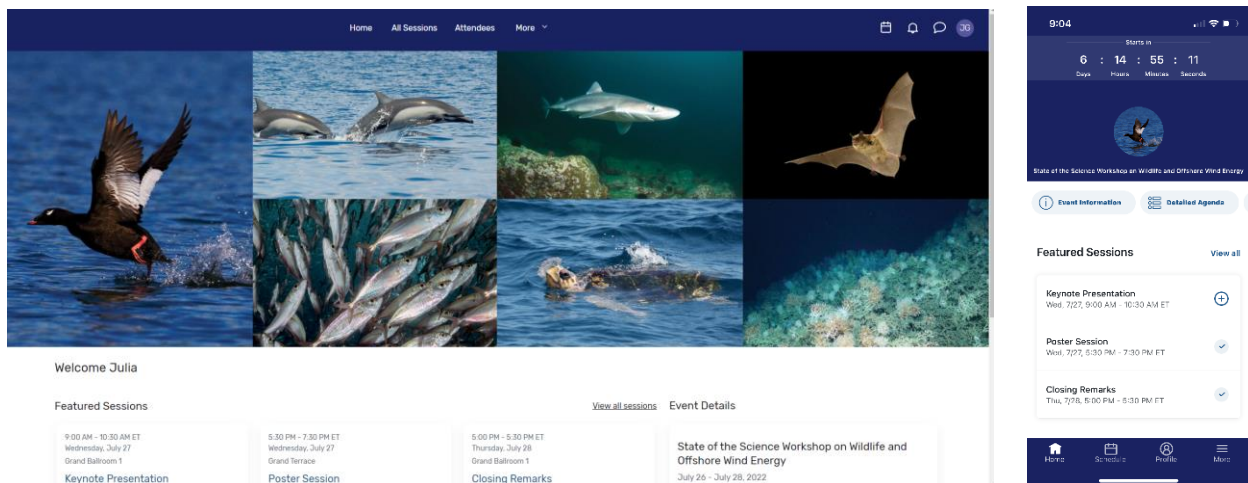 Home All Sessions Attendees More
JG
Welcome Julia
Featured Sessions View all sessions Event Details
9:00 AM - 10:30 AM ET
Wednesday, July 27
Grand Ballroom 1
Keynote Presentation
5:30 PM - 7:30 PM ET
Wednesday, July 27
Grand Terrace
Poster Session
5:00 PM - 5:30 PM ET
Thursday, July 28
Grand Ballroom 1
Closing Remarks
State of the Science Workshop on Wildlife and
Offshore Wind Energy
July 26 - July 28, 2022
9:04
Starts in
6 : 14 : 55 : 11
Days Hours Minutes Seconds
State of the Science Workshop on Wildlife and Offshore Wind Energy
Event Information Detailed Agenda
Featured Sessions View all
Keynote Presentation
Wed, 7/27, 9:00 AM - 10:30 AM ET
Poster Session
Wed, 7/27, 5:30 PM - 7:30 PM ET
Closing Remarks
Thu, 7/28, 5:00 PM - 5:30 PM ET
Home Schedule Profile More